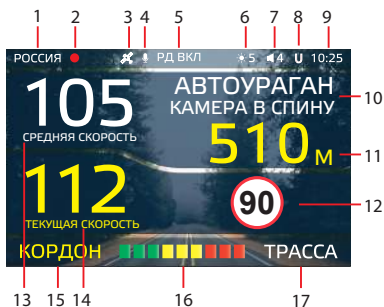 1 2 3 4 5 6 7 8 9
РОССИЯ РД ВКЛ 5 4 U 10:25
105
СРЕДНЯЯ СКОРОСТЬ
АВТОУРАГАН
КАМЕРА В СПИНУ
10
510 М
11
112
ТЕКУЩАЯ СКОРОСТЬ
90
12
КОРДОН
ТРАССА
13 15 14 16 17